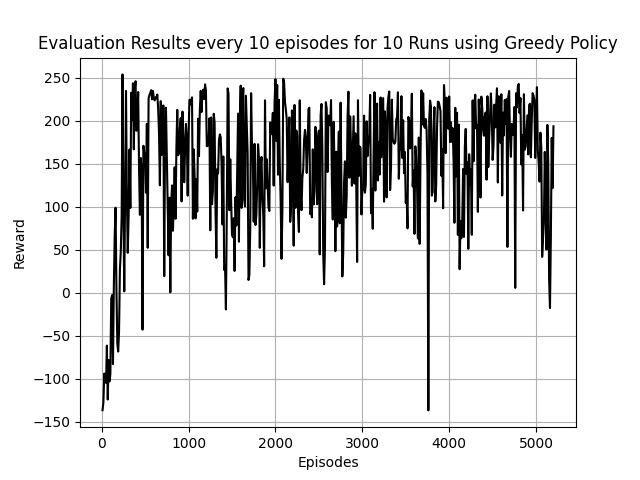 Evaluation Results every 10 episodes for 10 Runs using Greedy Policy
250
200
150
100
50
0
−50
−100
−150
Reward
0 1000 2000 3000 4000 5000
Episodes